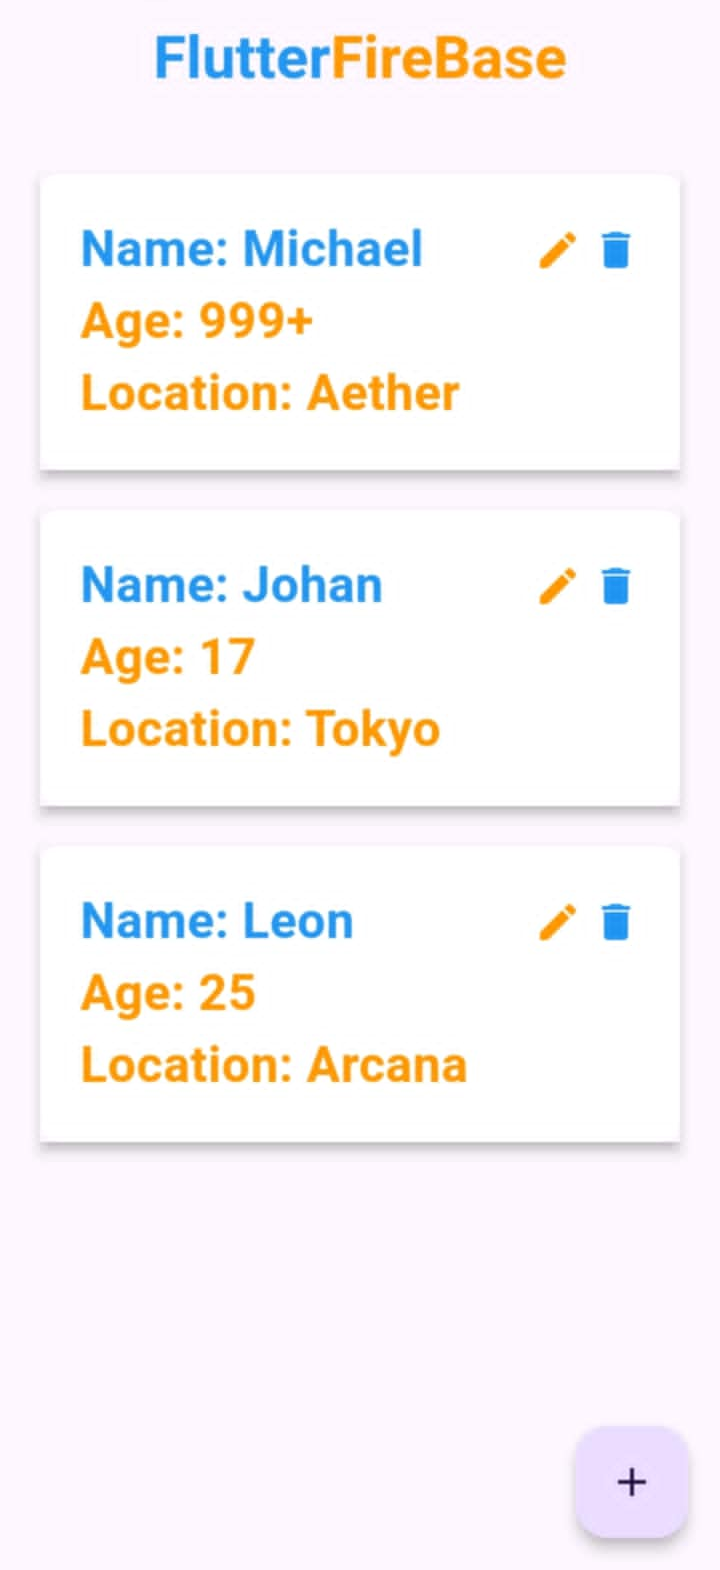 FlutterFireBase
Name: Michael
Age: 999+
Location: Aether
Name: Johan
Age: 17
Location: Tokyo
Name: Leon
Age: 25
Location: Arcana
+